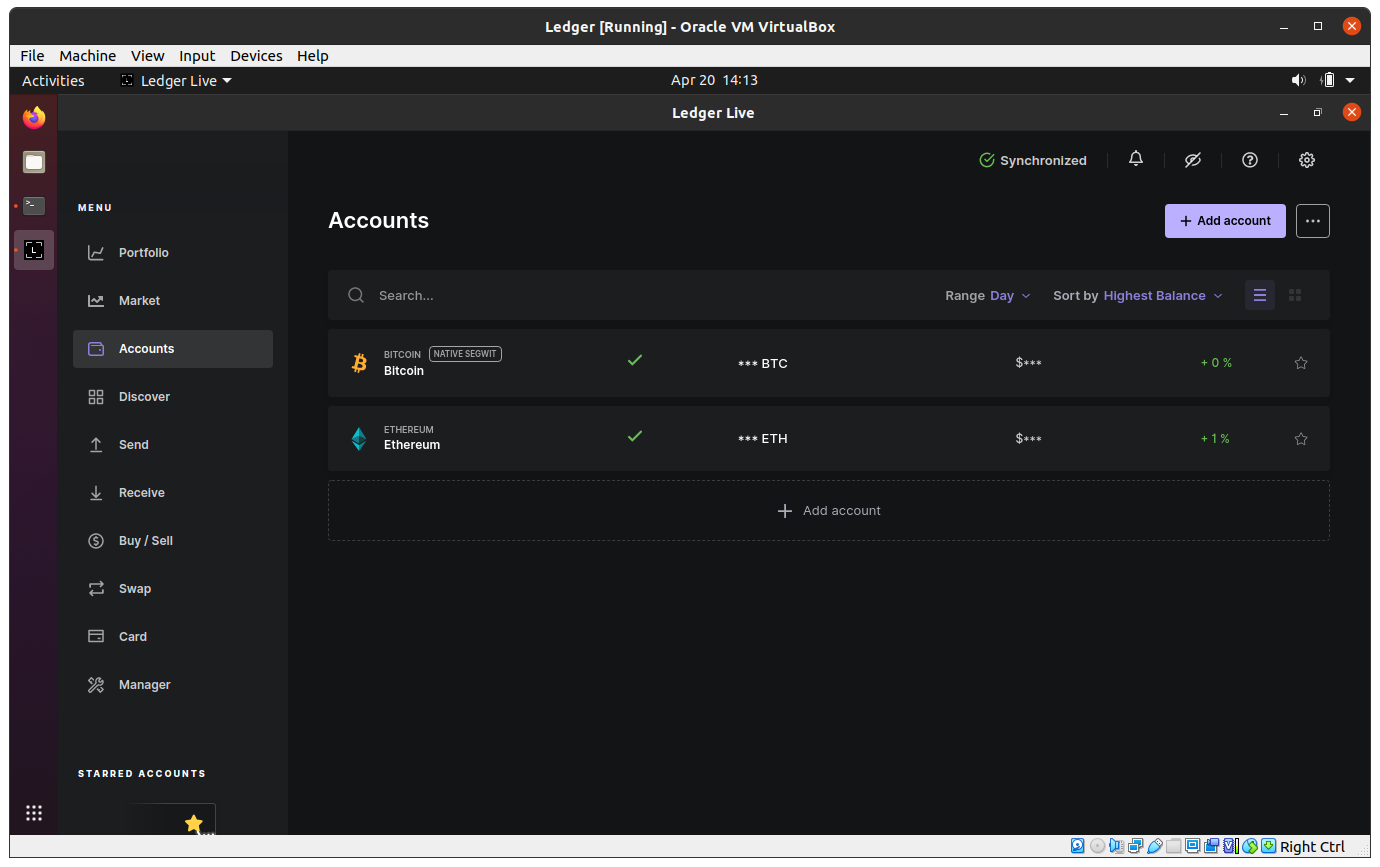 Ledger [Running] - Oracle VM VirtualBox
File Machine View Input Devices Help
Activities Ledger Live Apr 20 14:13
Ledger Live
Synchronized
MENU
Accounts
+ Add account
Portfolio
Market
Accounts
Discover
Send
Receive
Buy / Sell
Swap
Card
Manager
STARRED ACCOUNTS
Search...
Range Day Sort by Highest Balance
BITCOIN NATIVE SEGWIT
Bitcoin
*** BTC
$***
+ 0 %
ETHEREUM
Ethereum
*** ETH
$***
+ 1 %
+ Add account
Right Ctrl